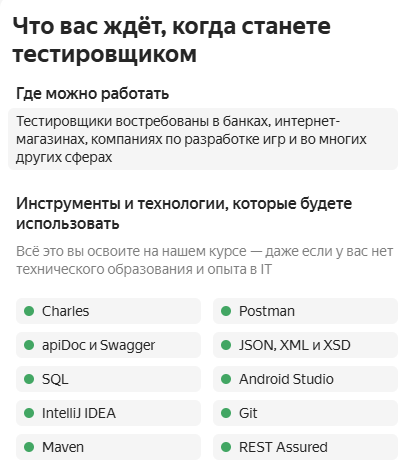 Что вас ждёт, когда станете
тестировщиком
Где можно работать
Тестировщики востребованы в банках, интернет-
магазинах, компаниях по разработке игр и во многих
других сферах
Инструменты и технологии, которые будете
использовать
Всё это вы освоите на нашем курсе — даже если у вас нет
технического образования и опыта в IT
Charles
Postman
apiDoc и Swagger
JSON, XML и XSD
SQL
Android Studio
IntelliJ IDEA
Git
Maven
REST Assured